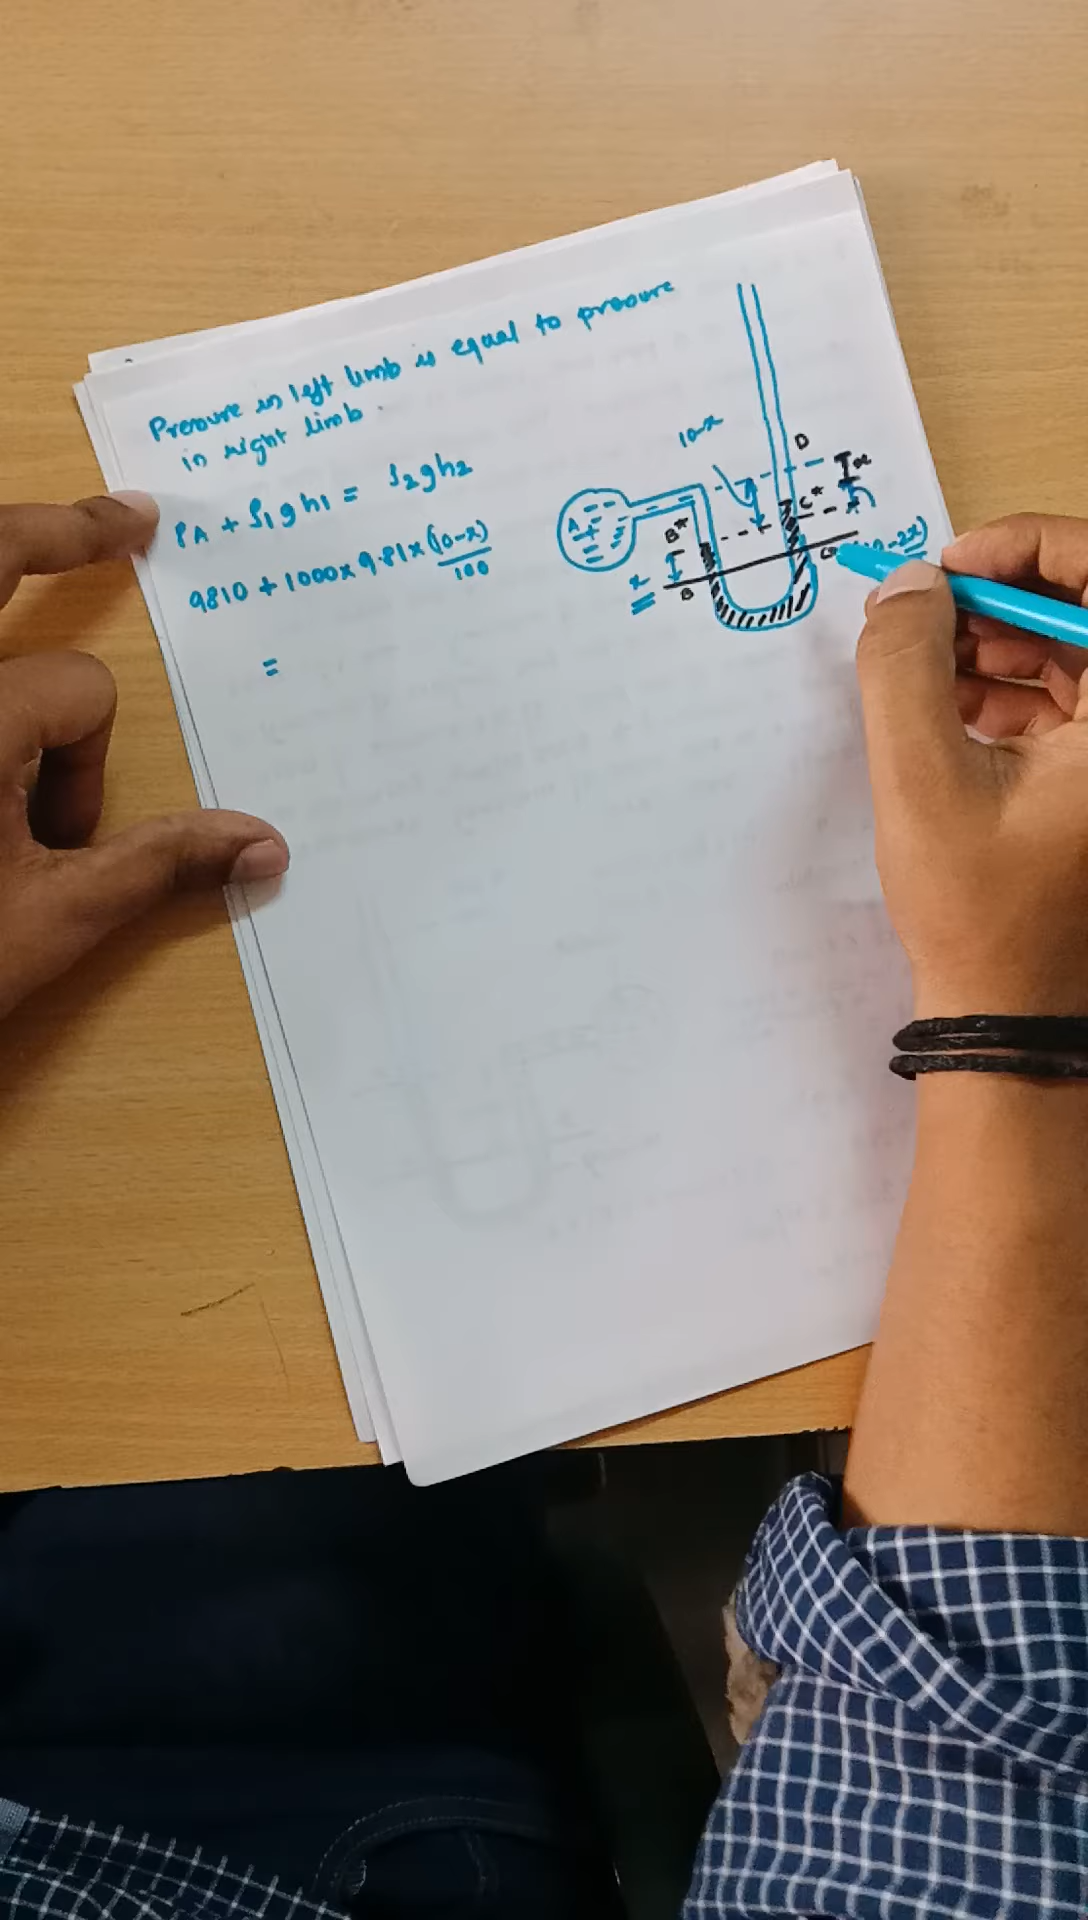 Pressure in left limb is equal to pressure
in right limb.
PA + ρ1gh1 = ρ2gh2
9810 + 1000 x 9.81 x (10-x)
100
=
10-x
D
x
A
+
B*
C*
x
B
-2x)